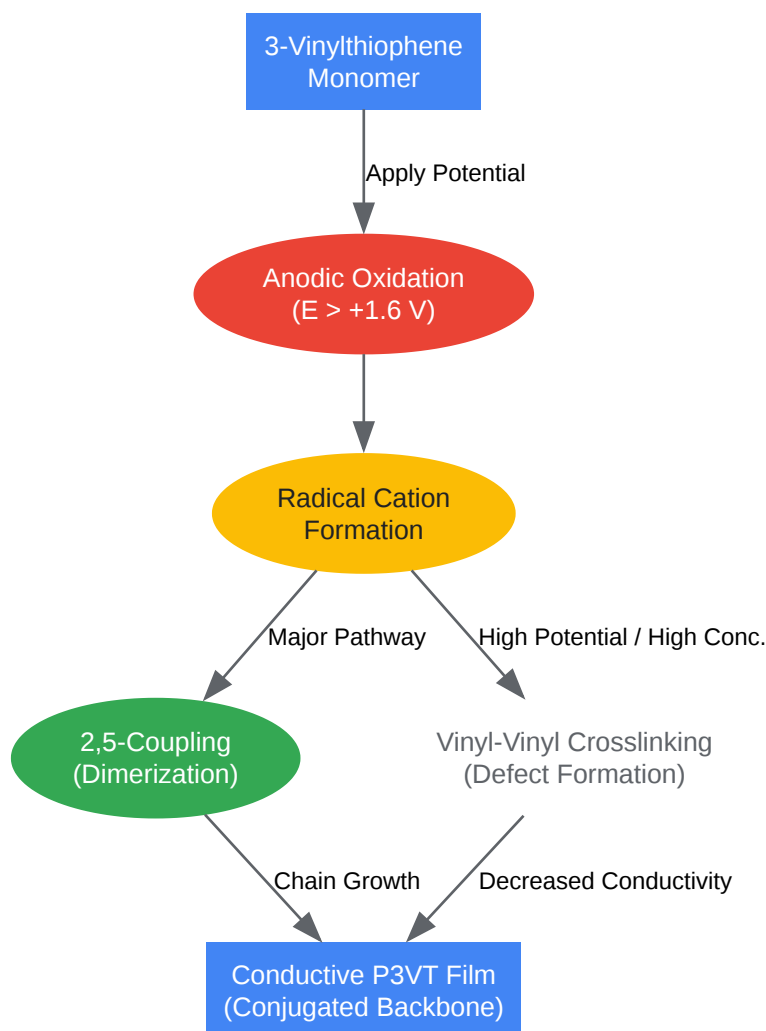 3-Vinylthiophene
Monomer
Apply Potential
Anodic Oxidation
(E > +1.6 V)
Radical Cation
Formation
Major Pathway
High Potential / High Conc.
2,5-Coupling
(Dimerization)
Vinyl-Vinyl Crosslinking
(Defect Formation)
Chain Growth
Decreased Conductivity
Conductive P3VT Film
(Conjugated Backbone)